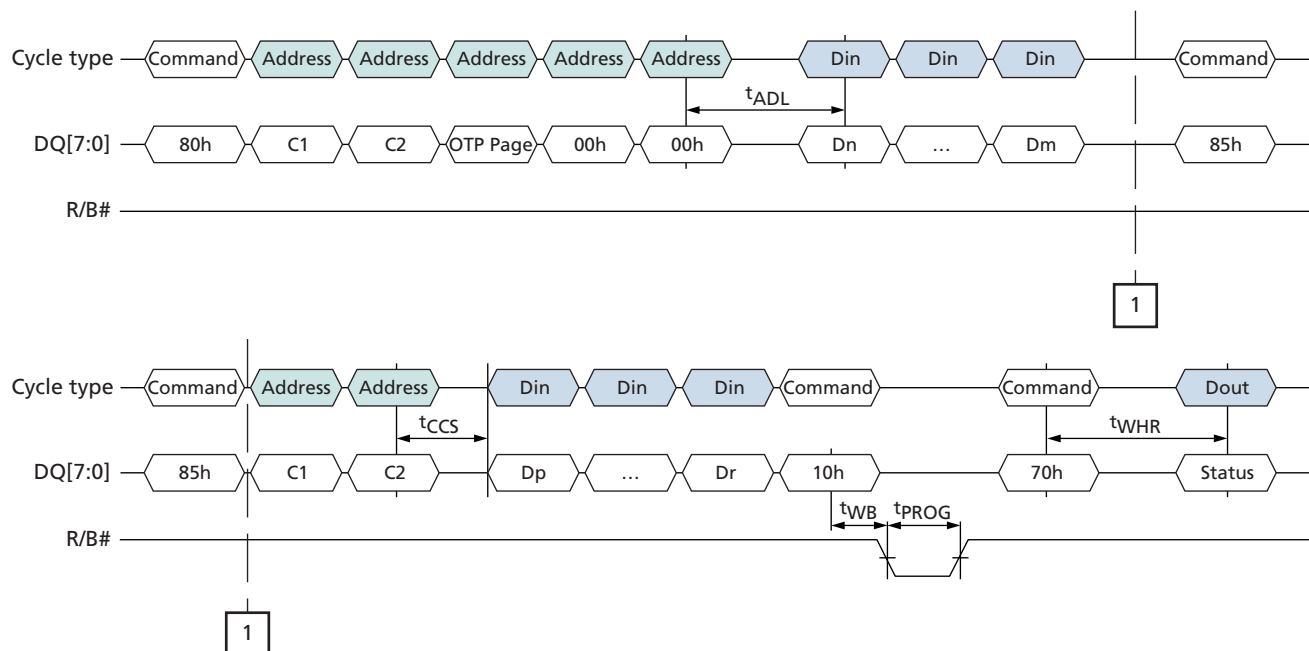 Cycle type Command Address Address Address Address Address Din Din Din Command
tADL
DQ[7:0] 80h C1 C2 OTP Page 00h 00h Dn … Dm 85h
R/B#
1
Cycle type Command Address Address Din Din Din Command Command Dout
tCCS tWHR
DQ[7:0] 85h C1 C2 Dp … Dr 10h 70h Status
tWB tPROG
R/B#
1